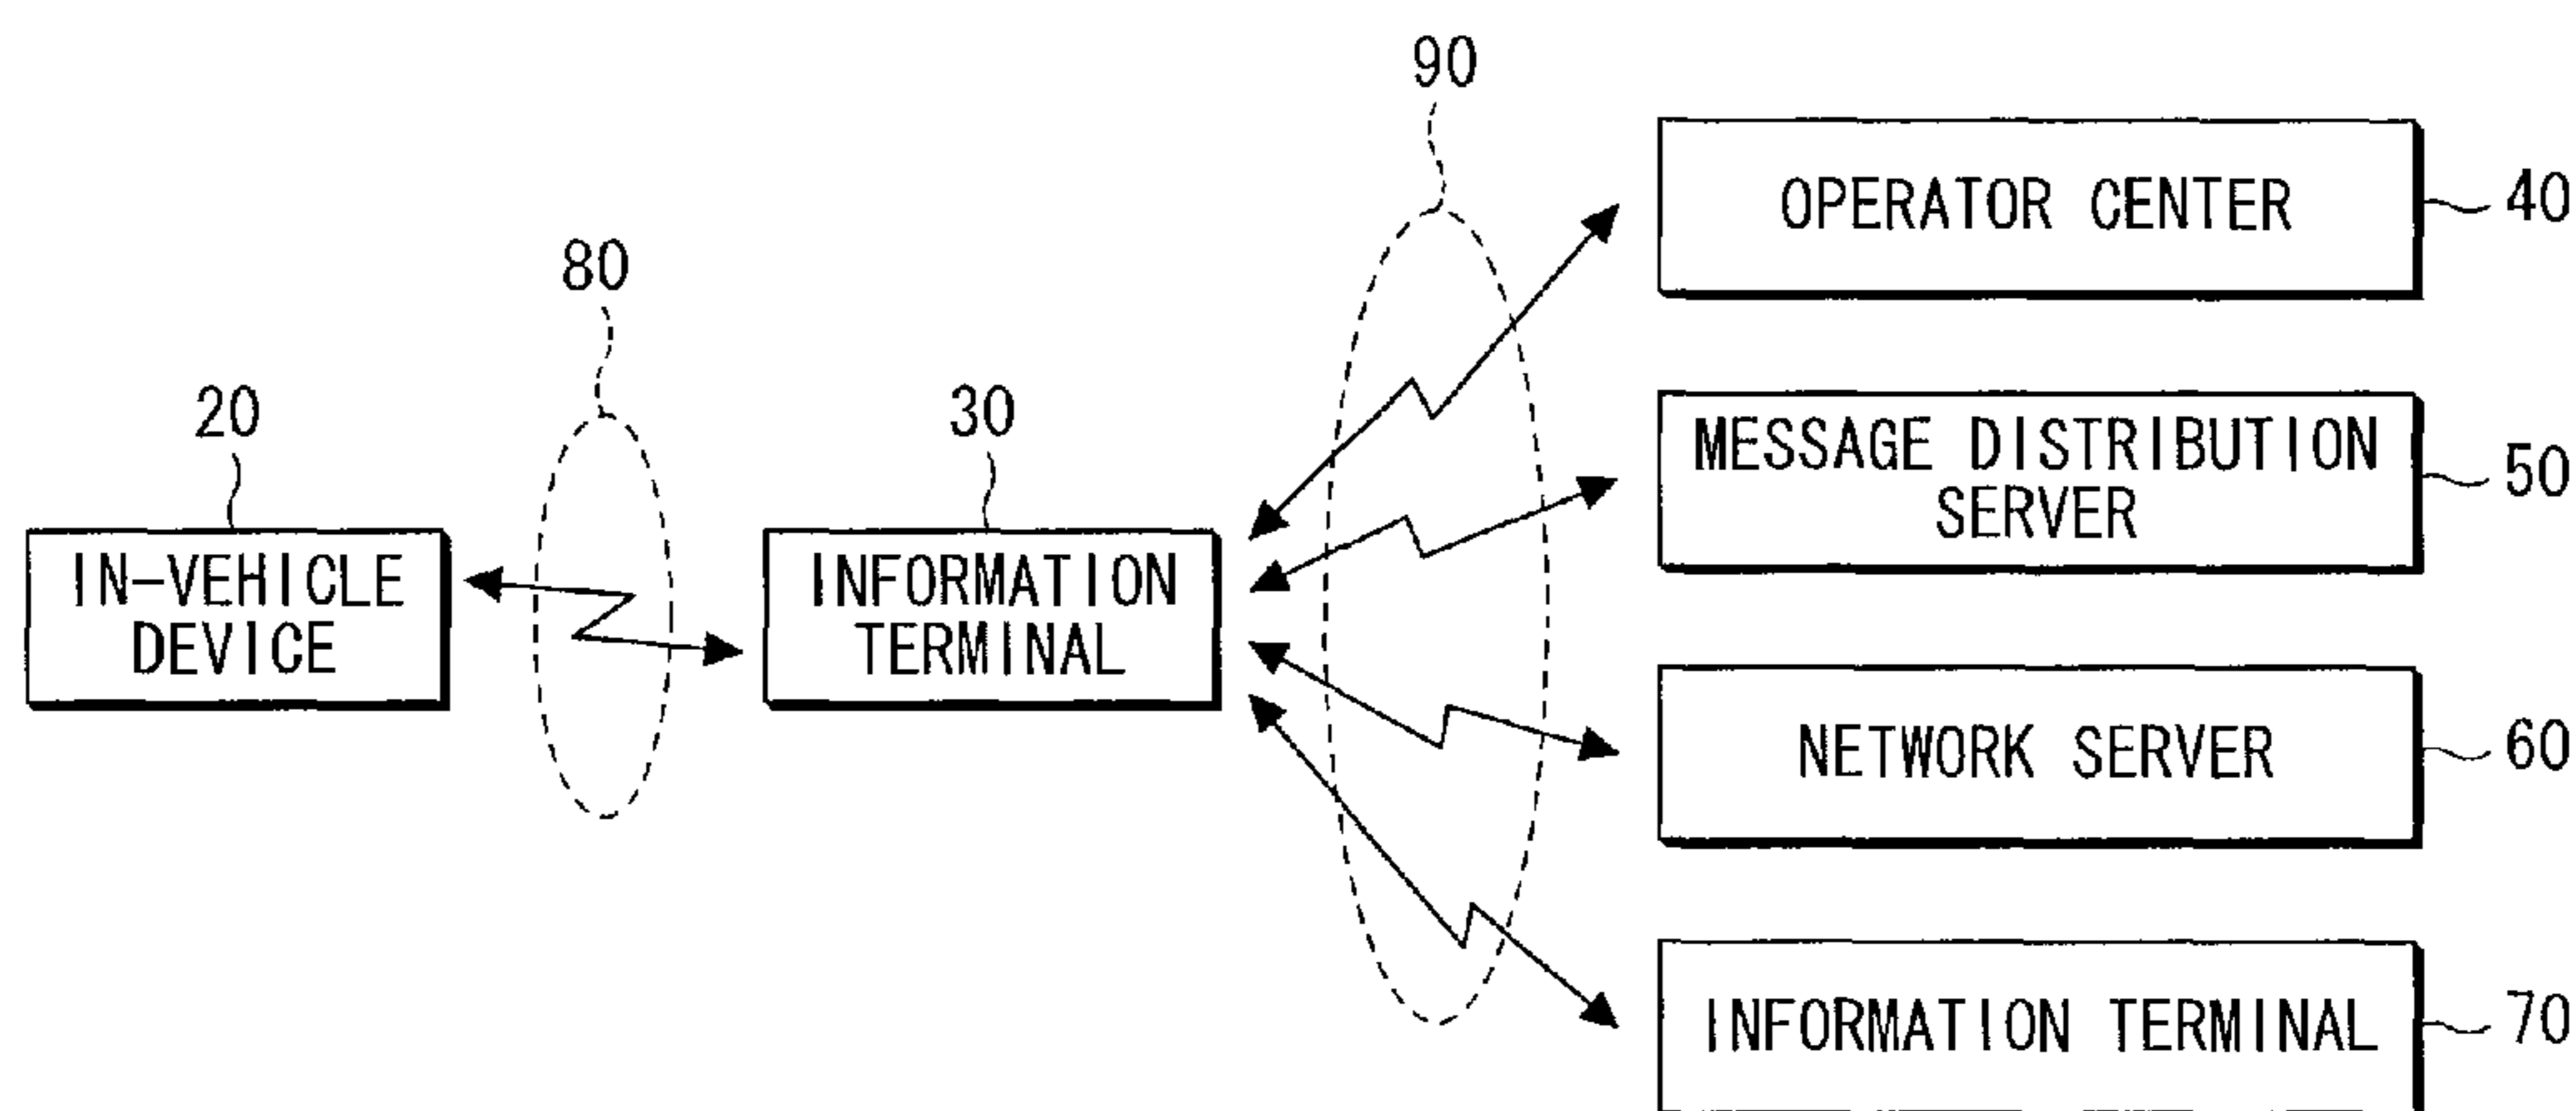 90
OPERATOR CENTER
40
80
20
30
MESSAGE DISTRIBUTION
SERVER
50
IN-VEHICLE
DEVICE
INFORMATION
TERMINAL
NETWORK SERVER
60
INFORMATION TERMINAL
70